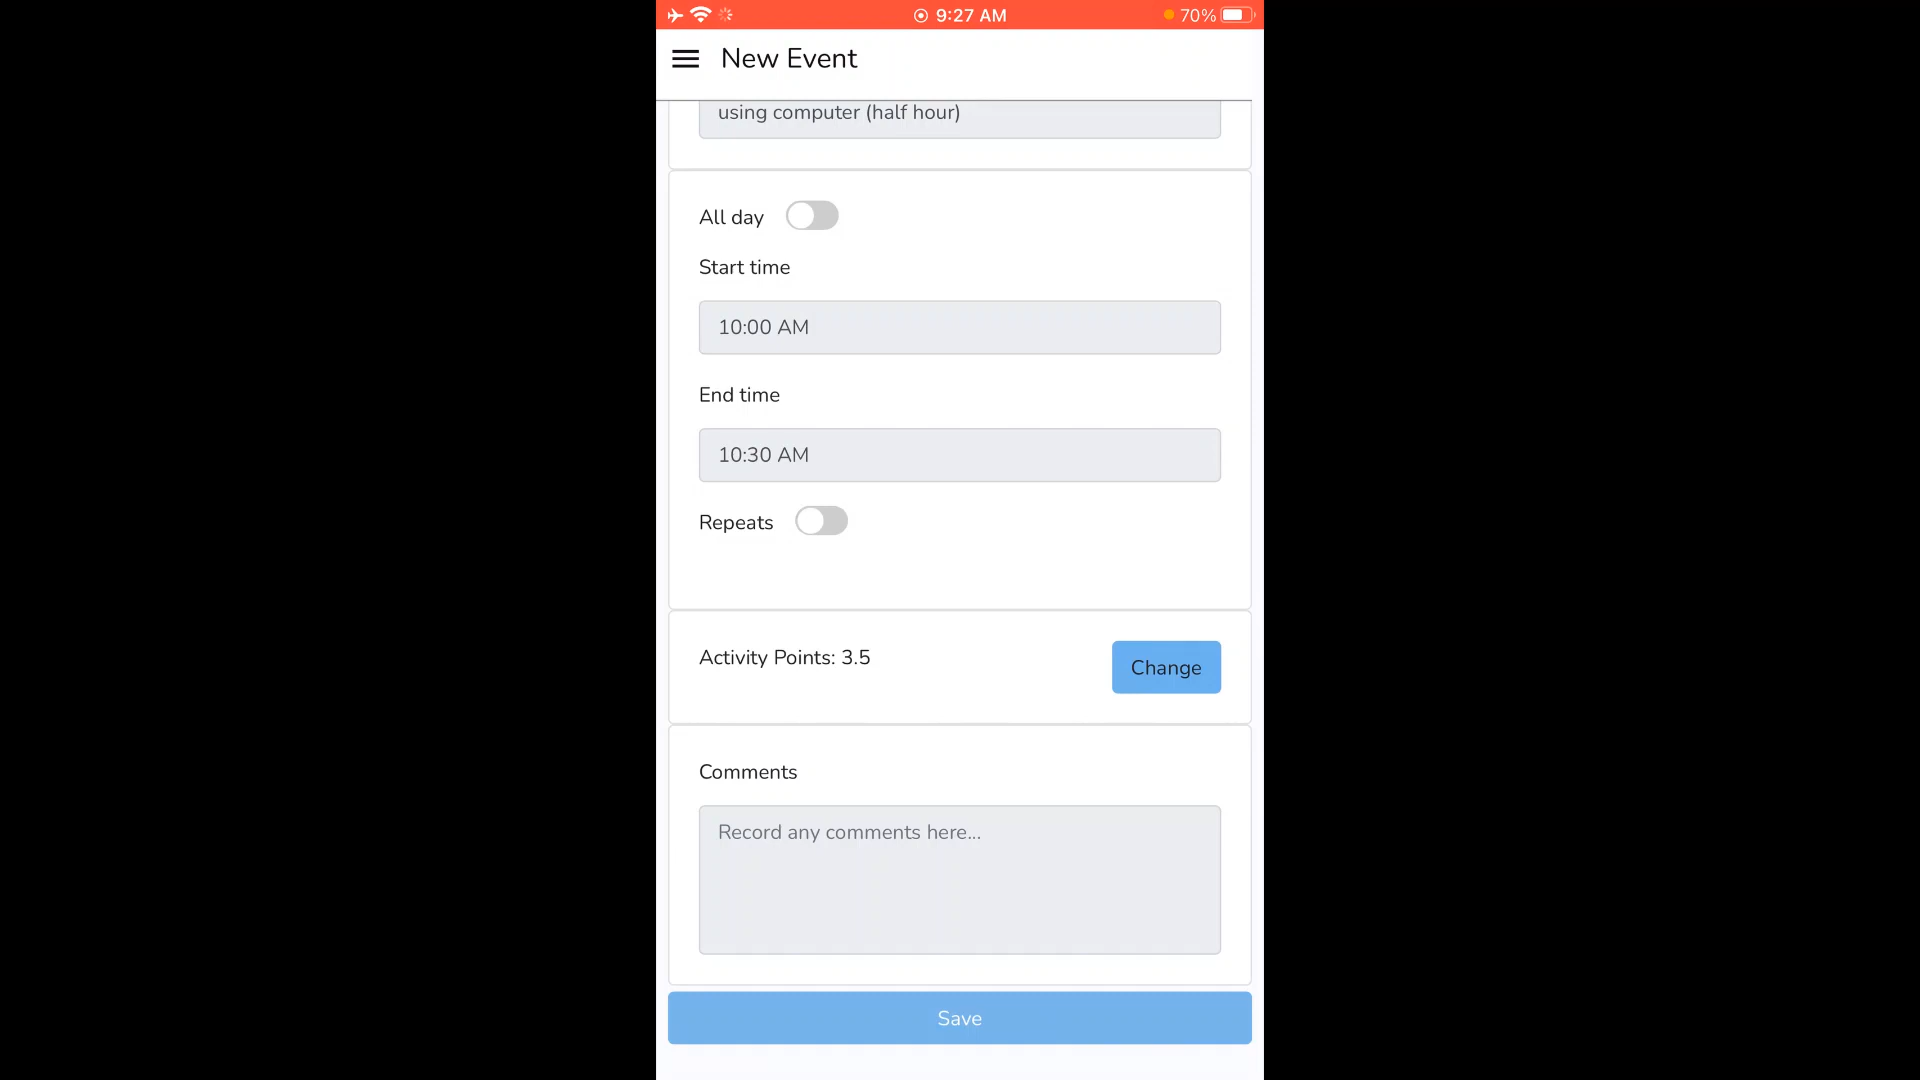 9:27 AM
70%
New Event
using computer (half hour)
All day
Start time
10:00 AM
End time
10:30 AM
Repeats
Activity Points: 3.5
Change
Comments
Record any comments here...
Save